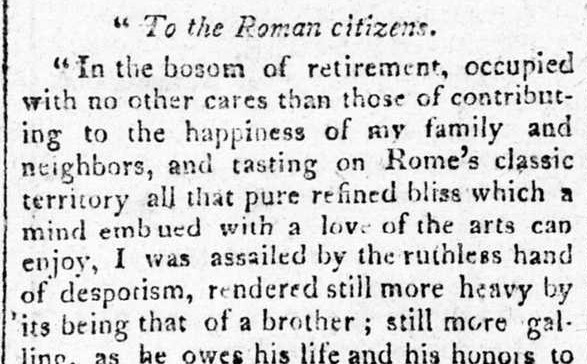 “ To the Roman citizens.
“In the bosom of retirement, occupied
with no other cares than those of contribut-
ing to the happiness of my family and
neighbors, and tasting on Rome's classic
territory all that pure refined bliss which a
mind embued with a love of the arts can
enjoy, I was assailed by the ruthless hand
of despotism, rendered still more heavy by
its being that of a brother ; still more gal-
ling, as he owes his life and his honors to